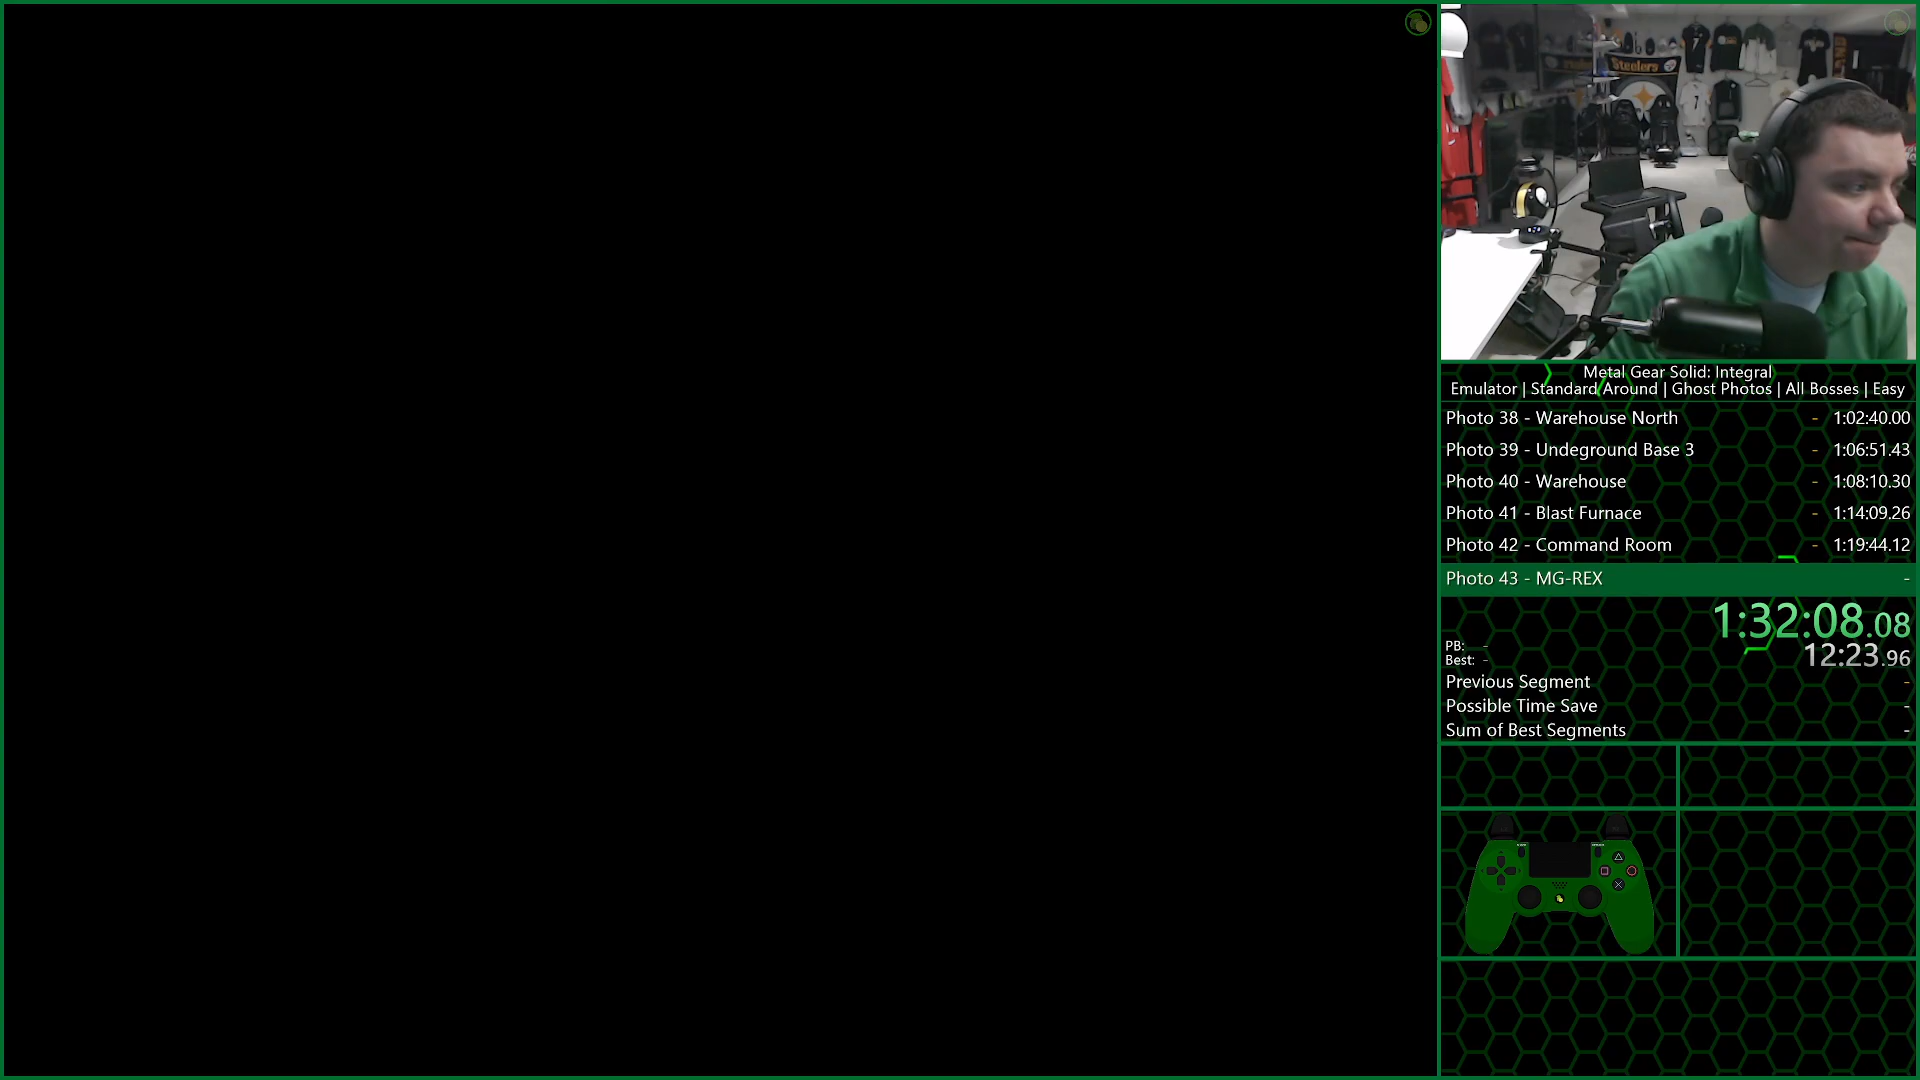 Steelers
Metal Gear Solid: Integral
Emulator | Standard Around | Ghost Photos | All Bosses | Easy
Photo 38 - Warehouse North - 1:02:40.00
Photo 39 - Undeground Base 3 - 1:06:51.43
Photo 40 - Warehouse - 1:08:10.30
Photo 41 - Blast Furnace - 1:14:09.26
Photo 42 - Command Room - 1:19:44.12
Photo 43 - MG-REX -
1:32:08.08
PB: -
12:23.96
Best: -
Previous Segment -
Possible Time Save -
Sum of Best Segments -